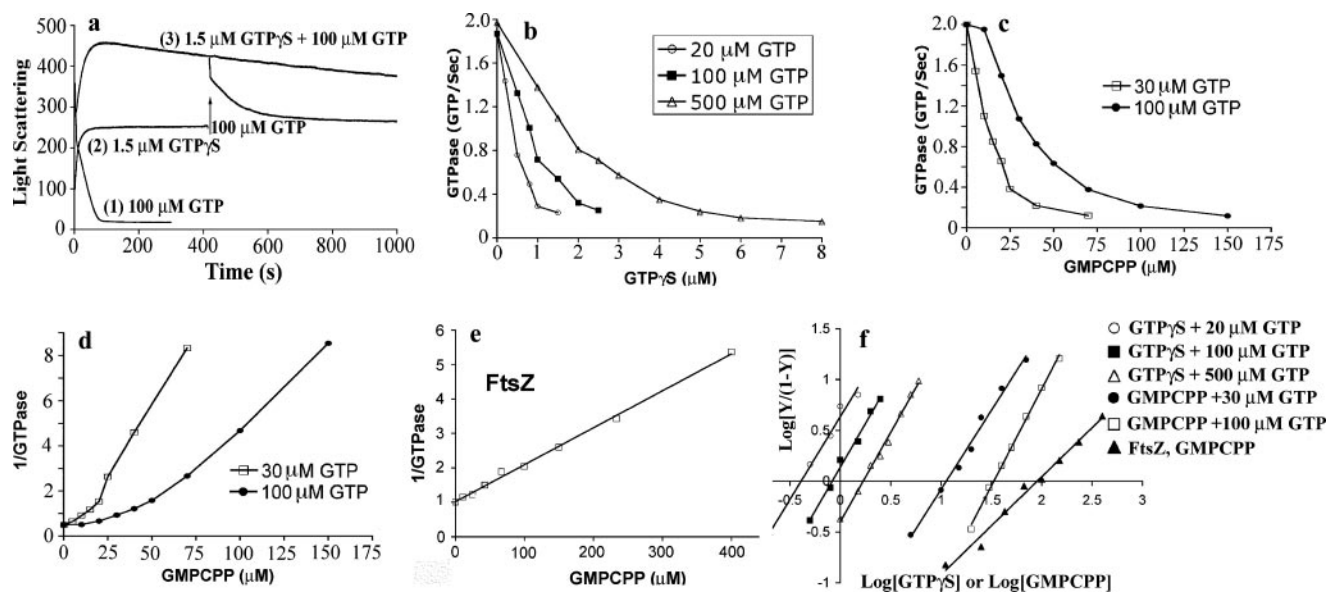 a
500
400
300
200
100
0
Light Scattering
(3) 1.5 μM GTPγS + 100 μM GTP
100 μM GTP
(2) 1.5 μM GTPγS
(1) 100 μM GTP
0 200 400 600 800 1000
Time (s)
b
2.0
1.6
1.2
0.8
0.4
0
GTPase (GTP/Sec)
20 μM GTP
100 μM GTP
500 μM GTP
0 1 2 3 4 5 6 7 8
GTPγS (μM)
c
2.0
1.6
1.2
0.8
0.4
0
GTPase (GTP/Sec)
30 μM GTP
100 μM GTP
0 25 50 75 100 125 150 175
GMPCPP (μM)
d
8
6
4
2
0
1/GTPase
30 μM GTP
100 μM GTP
0 25 50 75 100 125 150 175
GMPCPP (μM)
e
6
5
4
3
2
1
0
1/GTPase
FtsZ
0 100 200 300 400
GMPCPP (μM)
f
1.5
1
0.5
0
-0.5
-1
Log[Y/(1-Y)]
0.5 1 1.5 2 2.5 3
Log[GTPγS] or Log[GMPCPP]
GTPγS + 20 μM GTP
GTPγS + 100 μM GTP
GTPγS + 500 μM GTP
GMPCPP +30 μM GTP
GMPCPP +100 μM GTP
FtsZ, GMPCPP